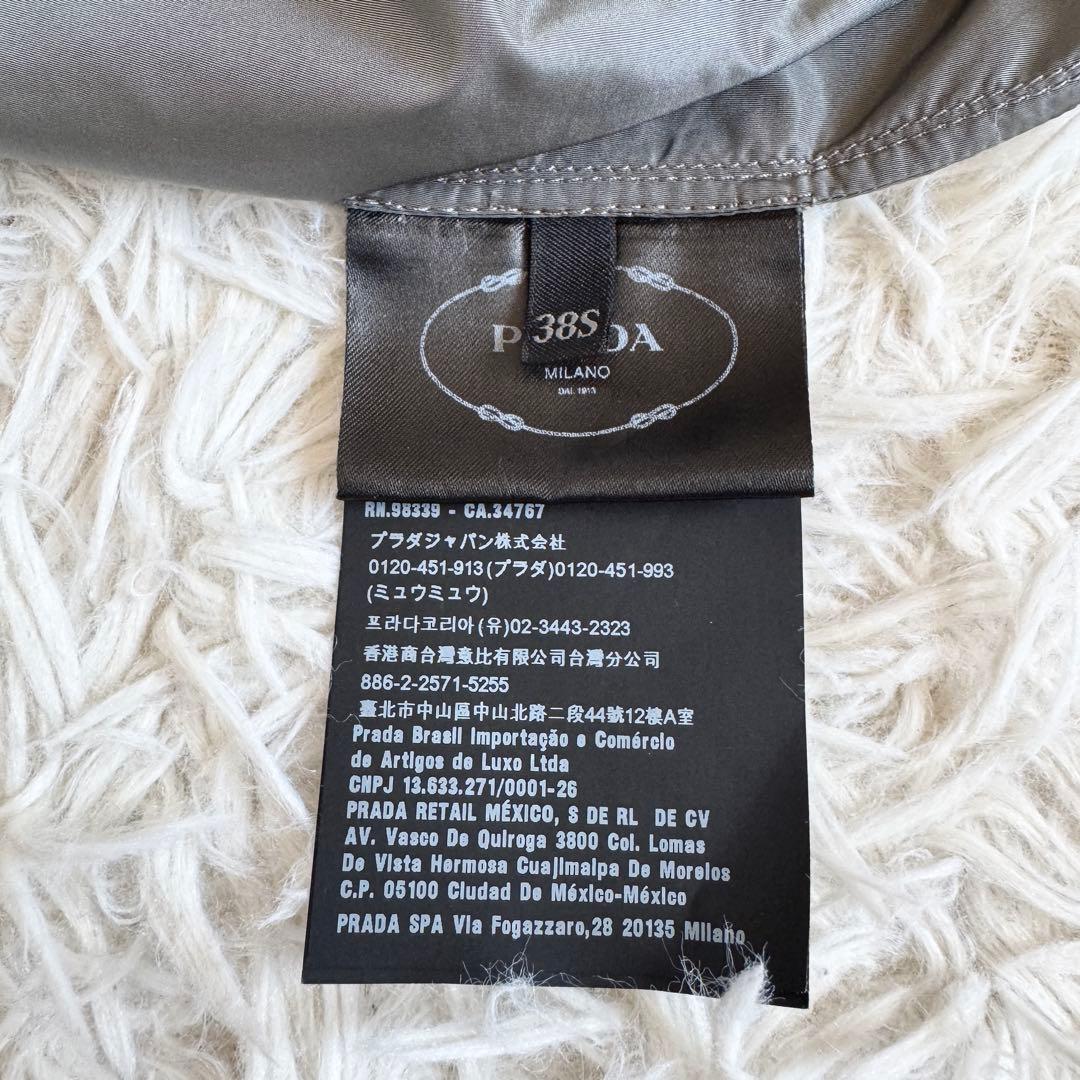 38S
MILANO
DAL 1913
RN.98339 - CA.34767
プラダジャパン株式会社
0120-451-913(プラダ)0120-451-993
(ミュウミュウ)
프라다코리아(유)02-3443-2323
香港商台灣意比有限公司台灣分公司
886-2-2571-5255
臺北市中山區中山北路二段44號12樓A室
Prada Brasil Importação e Comércio
de Artigos de Luxo Ltda
CNPJ 13.633.271/0001-26
PRADA RETAIL MÉXICO, S DE RL DE CV
AV. Vasco De Quiroga 3800 Col. Lomas
De Vista Hermosa Cuajimalpa De Morelos
C.P. 05100 Ciudad De México-México
PRADA SPA Via Fogazzaro,28 20135 Milano